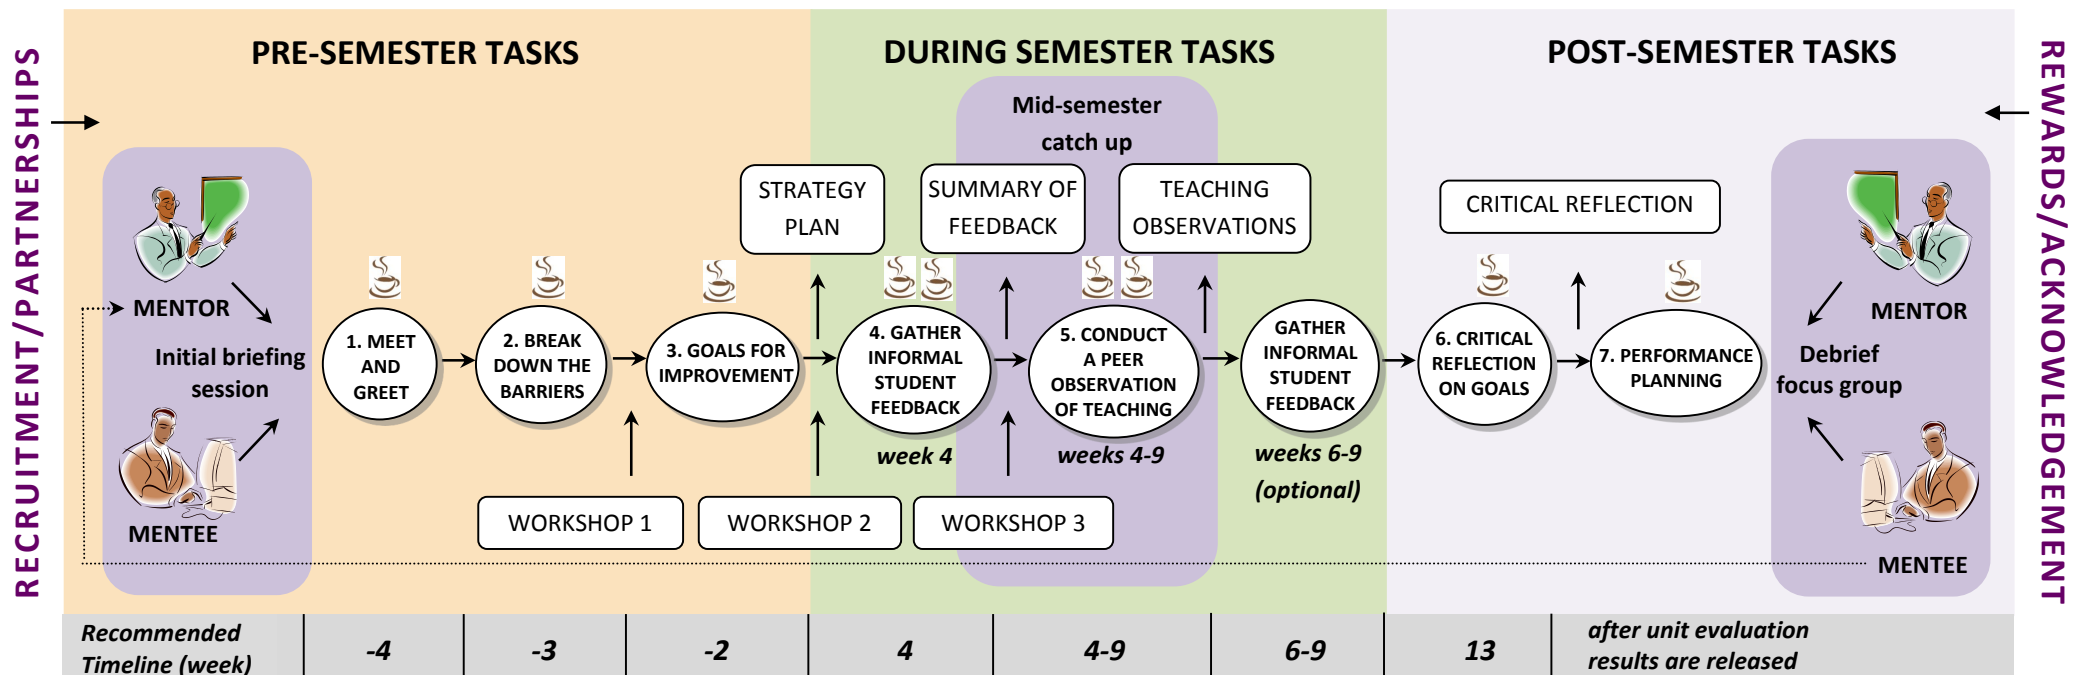 RECRUITMENT/PARTNERSHIPS
PRE-SEMESTER TASKS
DURING SEMESTER TASKS
POST-SEMESTER TASKS
REWARDS/ACKNOWLEDGEMENT
Mid-semester
catch up
STRATEGY
PLAN
SUMMARY OF
FEEDBACK
TEACHING
OBSERVATIONS
CRITICAL REFLECTION
MENTOR
Initial briefing
session
MENTEE
1. MEET
AND
GREET
2. BREAK
DOWN THE
BARRIERS
3. GOALS FOR
IMPROVEMENT
4. GATHER
INFORMAL
STUDENT
FEEDBACK
week 4
5. CONDUCT
A PEER
OBSERVATION
OF TEACHING
weeks 4-9
GATHER
INFORMAL
STUDENT
FEEDBACK
weeks 6-9
(optional)
6. CRITICAL
REFLECTION
ON GOALS
7. PERFORMANCE
PLANNING
MENTOR
Debrief
focus group
MENTEE
WORKSHOP 1
WORKSHOP 2
WORKSHOP 3
Recommended
Timeline (week)
-4
-3
-2
4
4-9
6-9
13
after unit evaluation
results are released